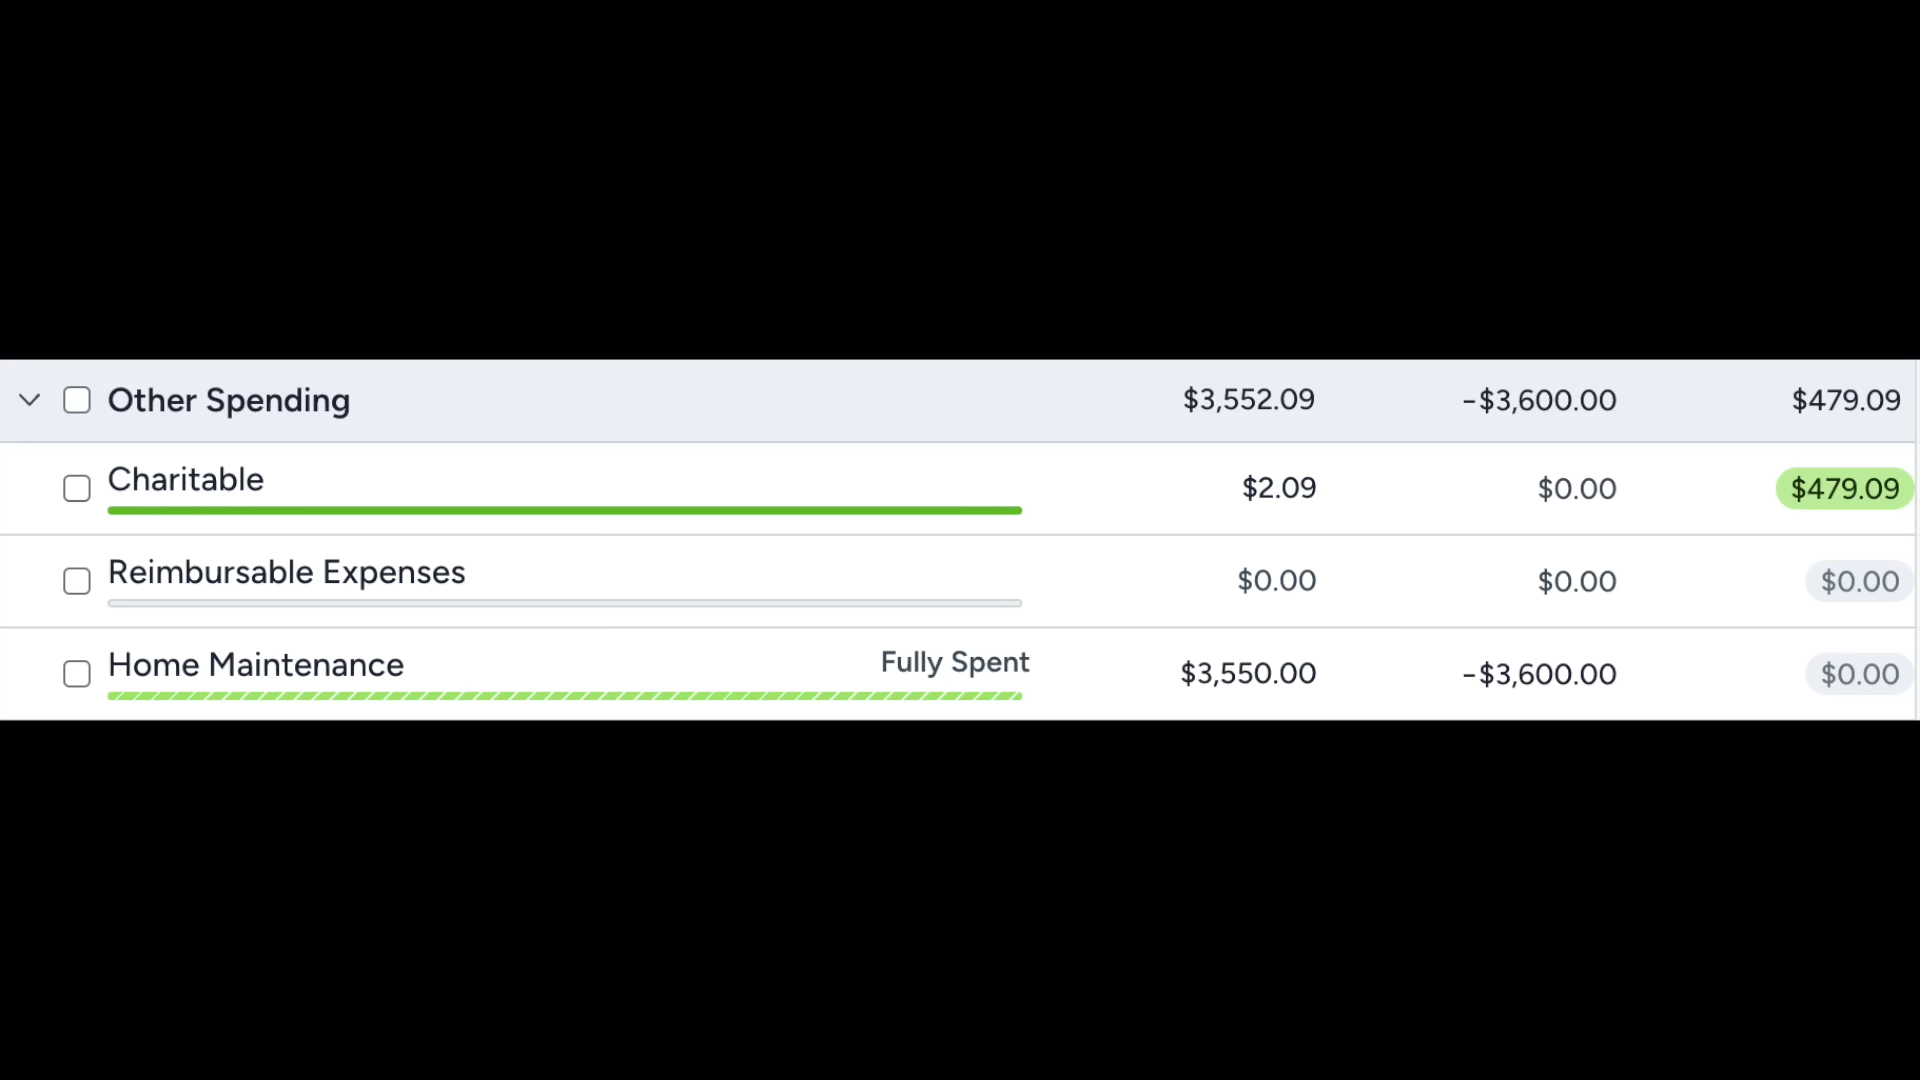 Other Spending $3,552.09 -$3,600.00 $479.09
Charitable $2.09 $0.00 $479.09
Reimbursable Expenses $0.00 $0.00 $0.00
Home Maintenance Fully Spent $3,550.00 -$3,600.00 $0.00